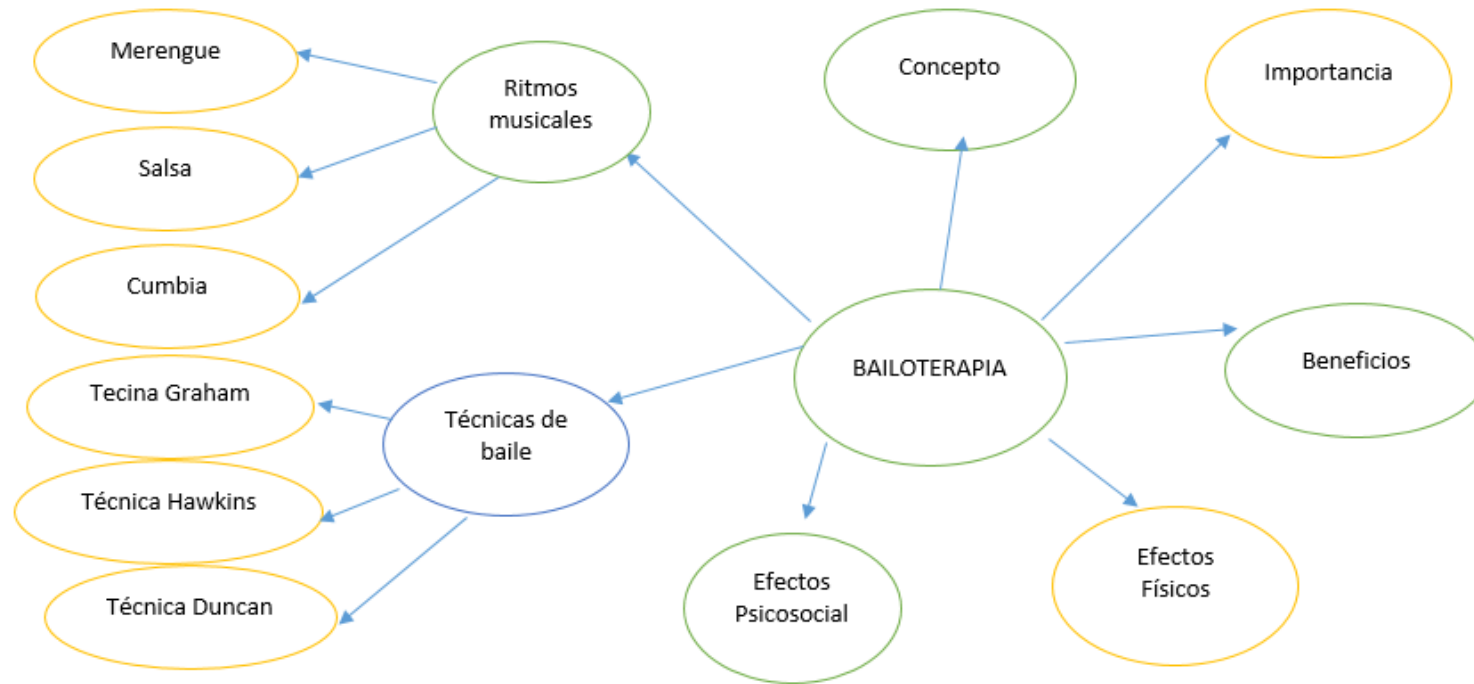 Merengue
Ritmos
musicales
Concepto
Importancia
Salsa
Cumbia
BAILOTERAPIA
Beneficios
Tecina Graham
Técnicas de
baile
Técnica Hawkins
Técnica Duncan
Efectos
Psicosocial
Efectos
Físicos